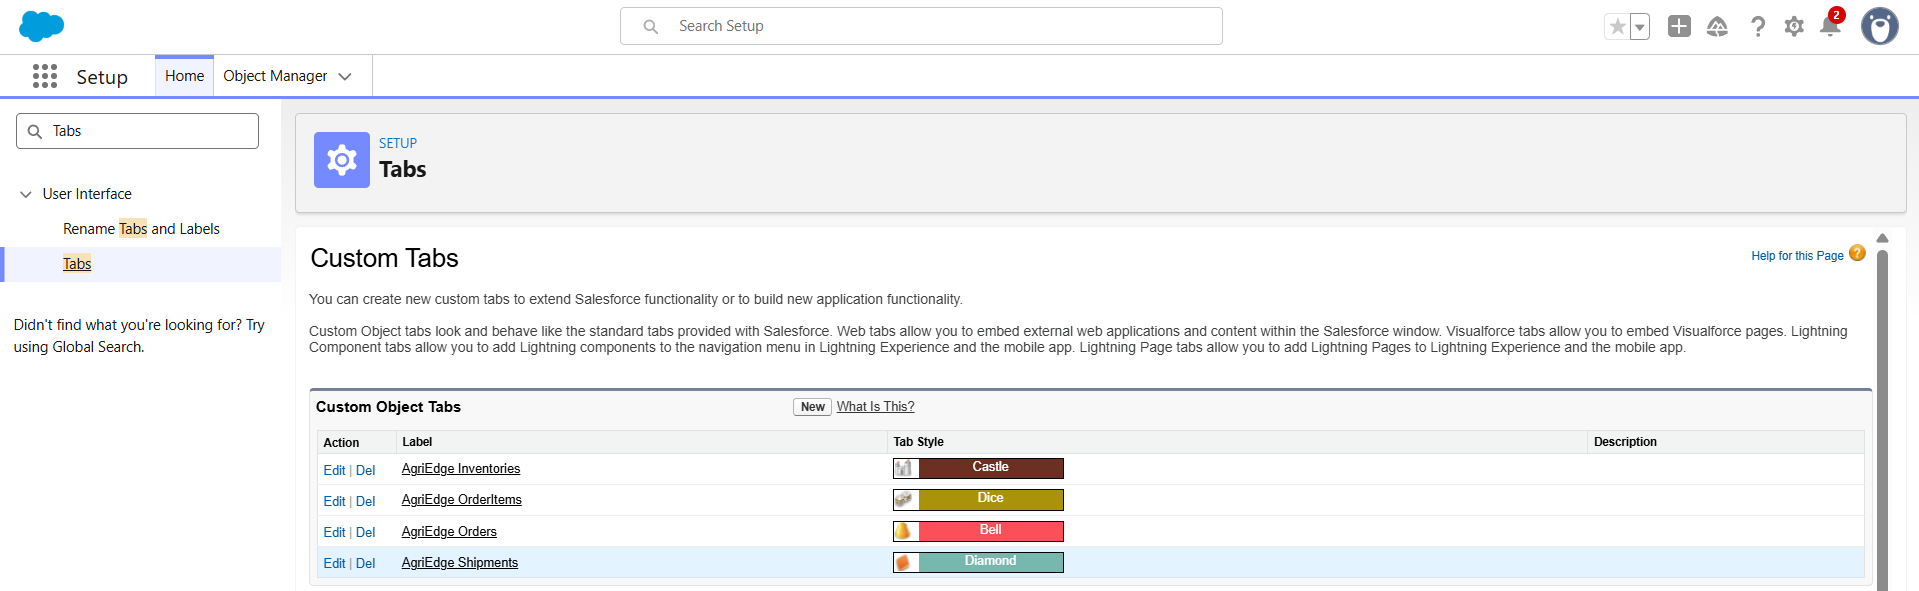 Search Setup
2
Setup
Home
Object Manager
Tabs
User Interface
Rename Tabs and Labels
Tabs
Didn't find what you're looking for? Try
using Global Search.
SETUP
Tabs
Custom Tabs
Help for this Page
You can create new custom tabs to extend Salesforce functionality or to build new application functionality.
Custom Object tabs look and behave like the standard tabs provided with Salesforce. Web tabs allow you to embed external web applications and content within the Salesforce window. Visualforce tabs allow you to embed Visualforce pages. Lightning
Component tabs allow you to add Lightning components to the navigation menu in Lightning Experience and the mobile app. Lightning Page tabs allow you to add Lightning Pages to Lightning Experience and the mobile app.
Custom Object Tabs New What Is This?
Action Label Tab Style Description
Edit | Del AgriEdge Inventories Castle
Edit | Del AgriEdge OrderItems Dice
Edit | Del AgriEdge Orders Bell
Edit | Del AgriEdge Shipments Diamond